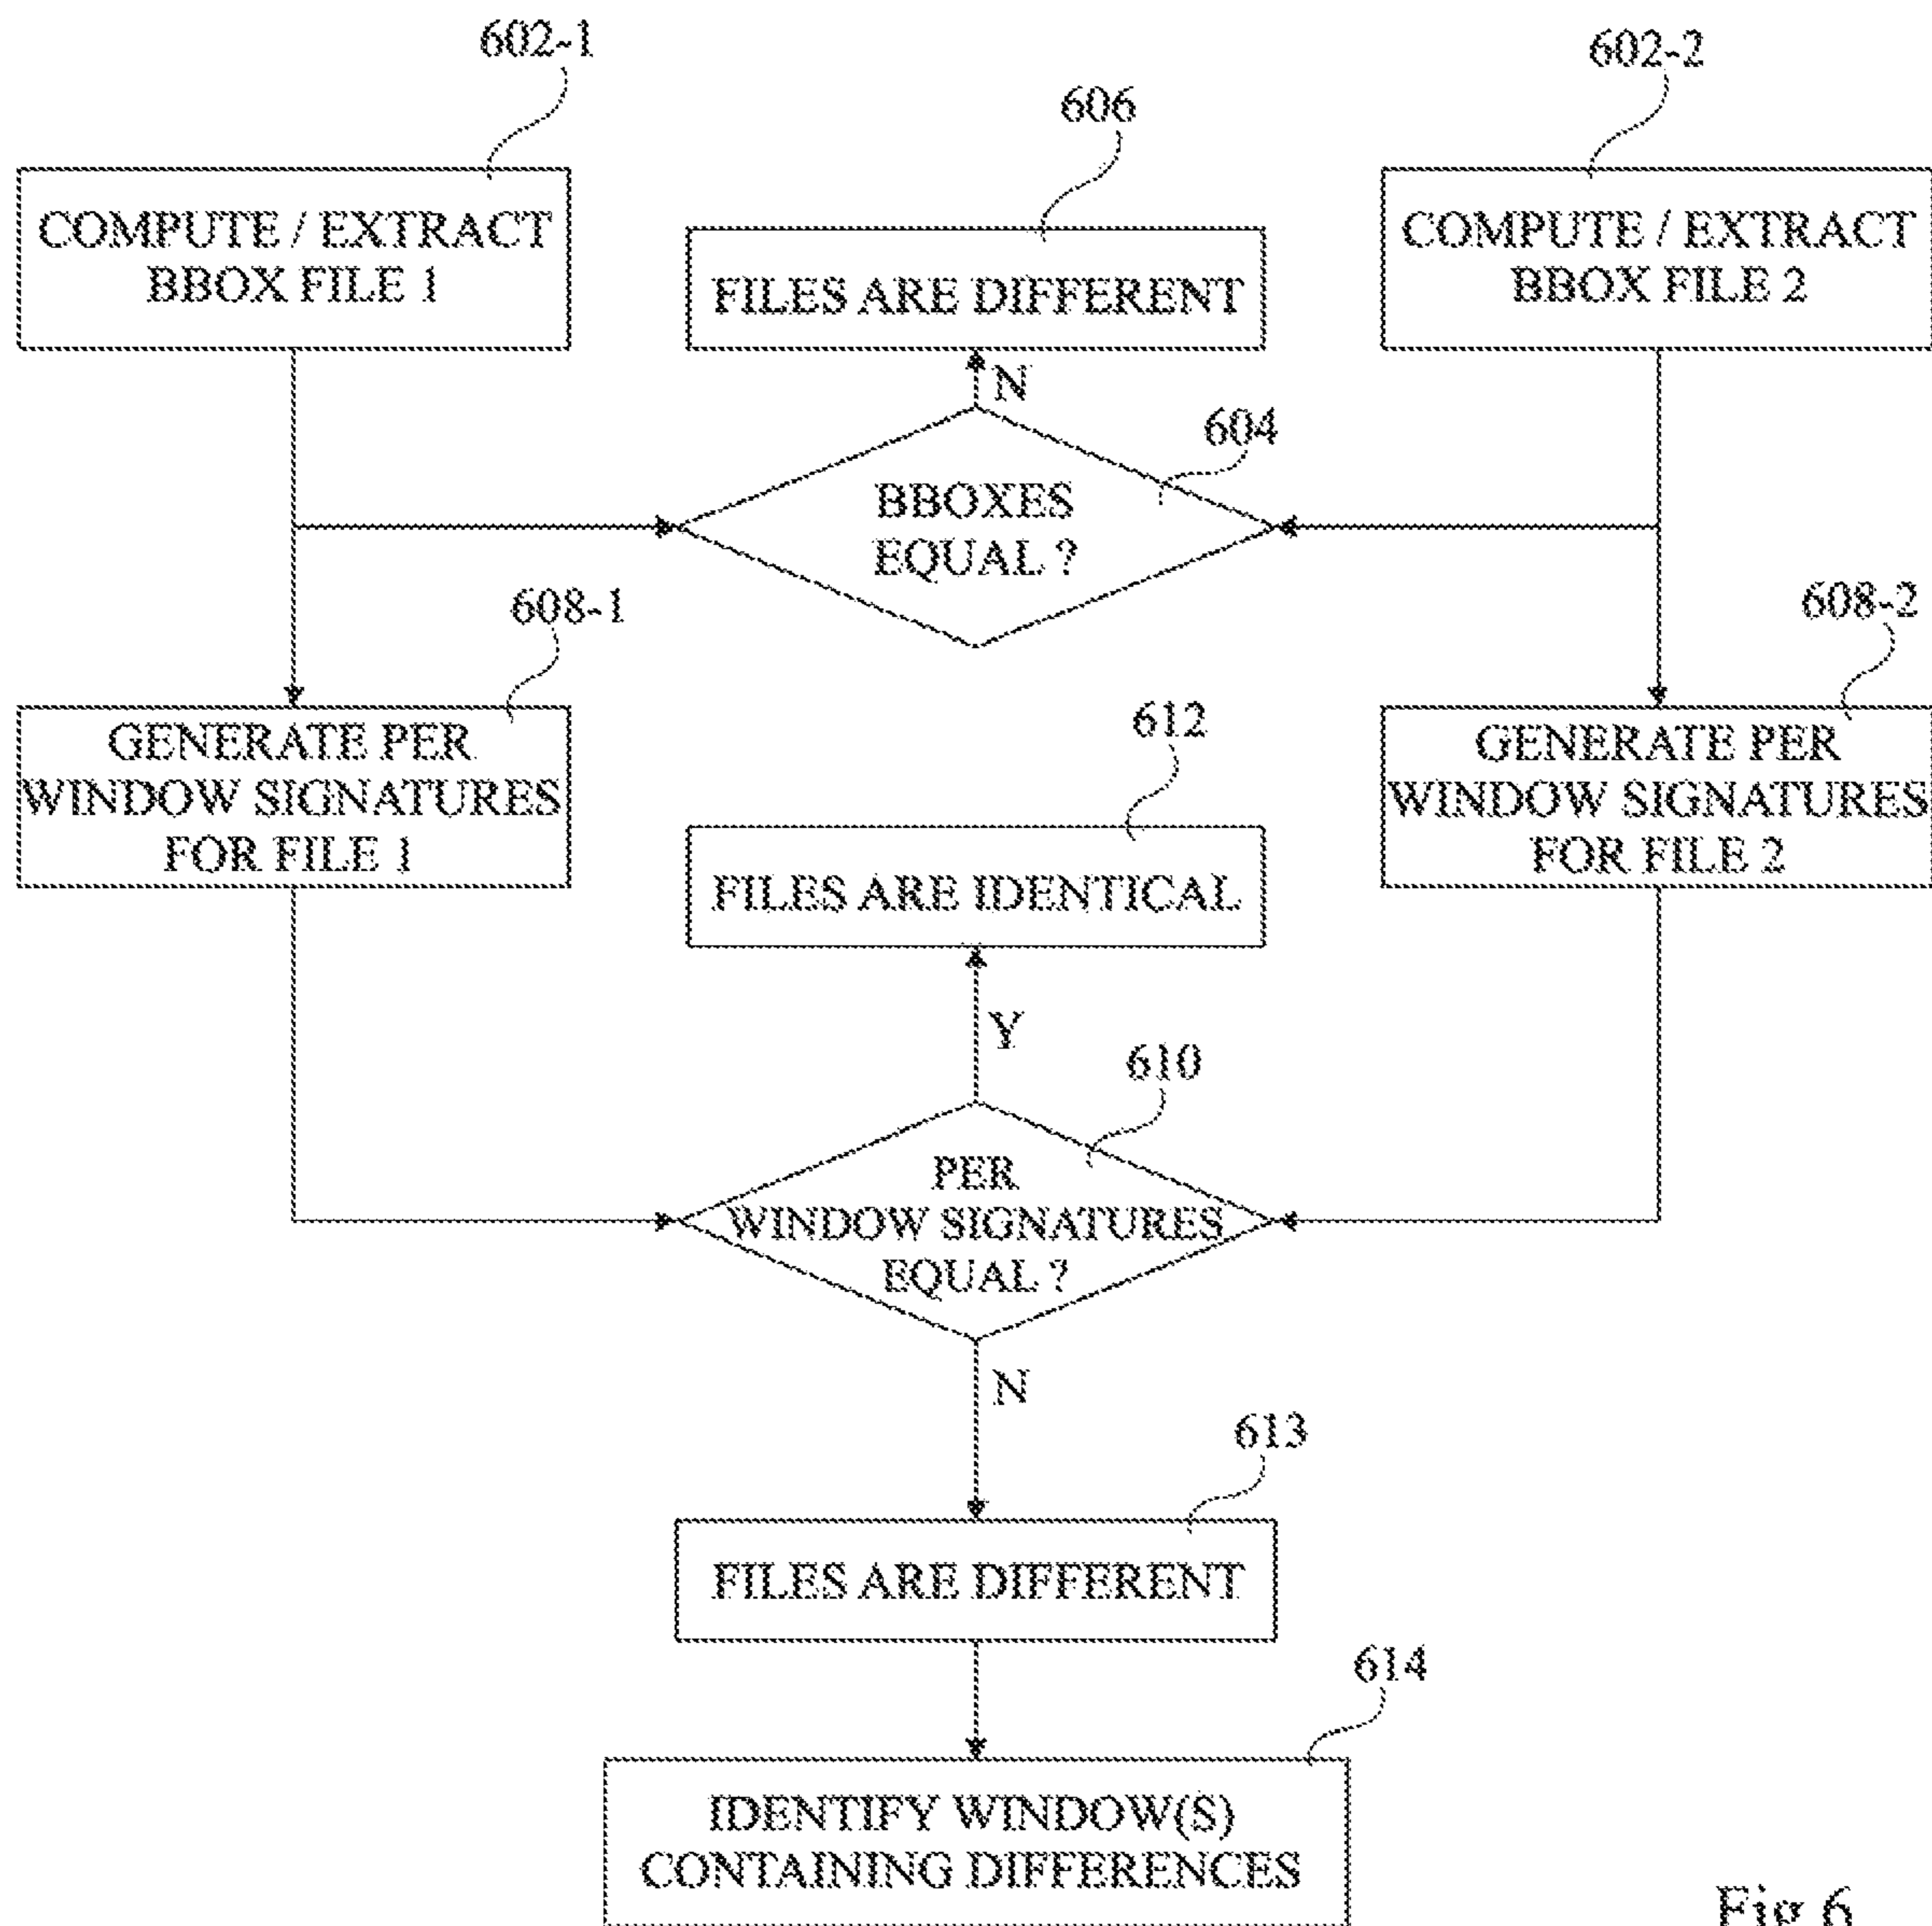 602-1
602-2
606
COMPUTE / EXTRACT
BBOX FILE 1
FILES ARE DIFFERENT
COMPUTE / EXTRACT
BBOX FILE 2
N
604
BBOXES
EQUAL ?
608-1
608-2
GENERATE PER
WINDOW SIGNATURES
FOR FILE 1
612
GENERATE PER
WINDOW SIGNATURES
FOR FILE 2
FILES ARE IDENTICAL
Y
610
PER
WINDOW SIGNATURES
EQUAL ?
N
613
FILES ARE DIFFERENT
614
IDENTIFY WINDOW(S)
CONTAINING DIFFERENCES
Fig 6